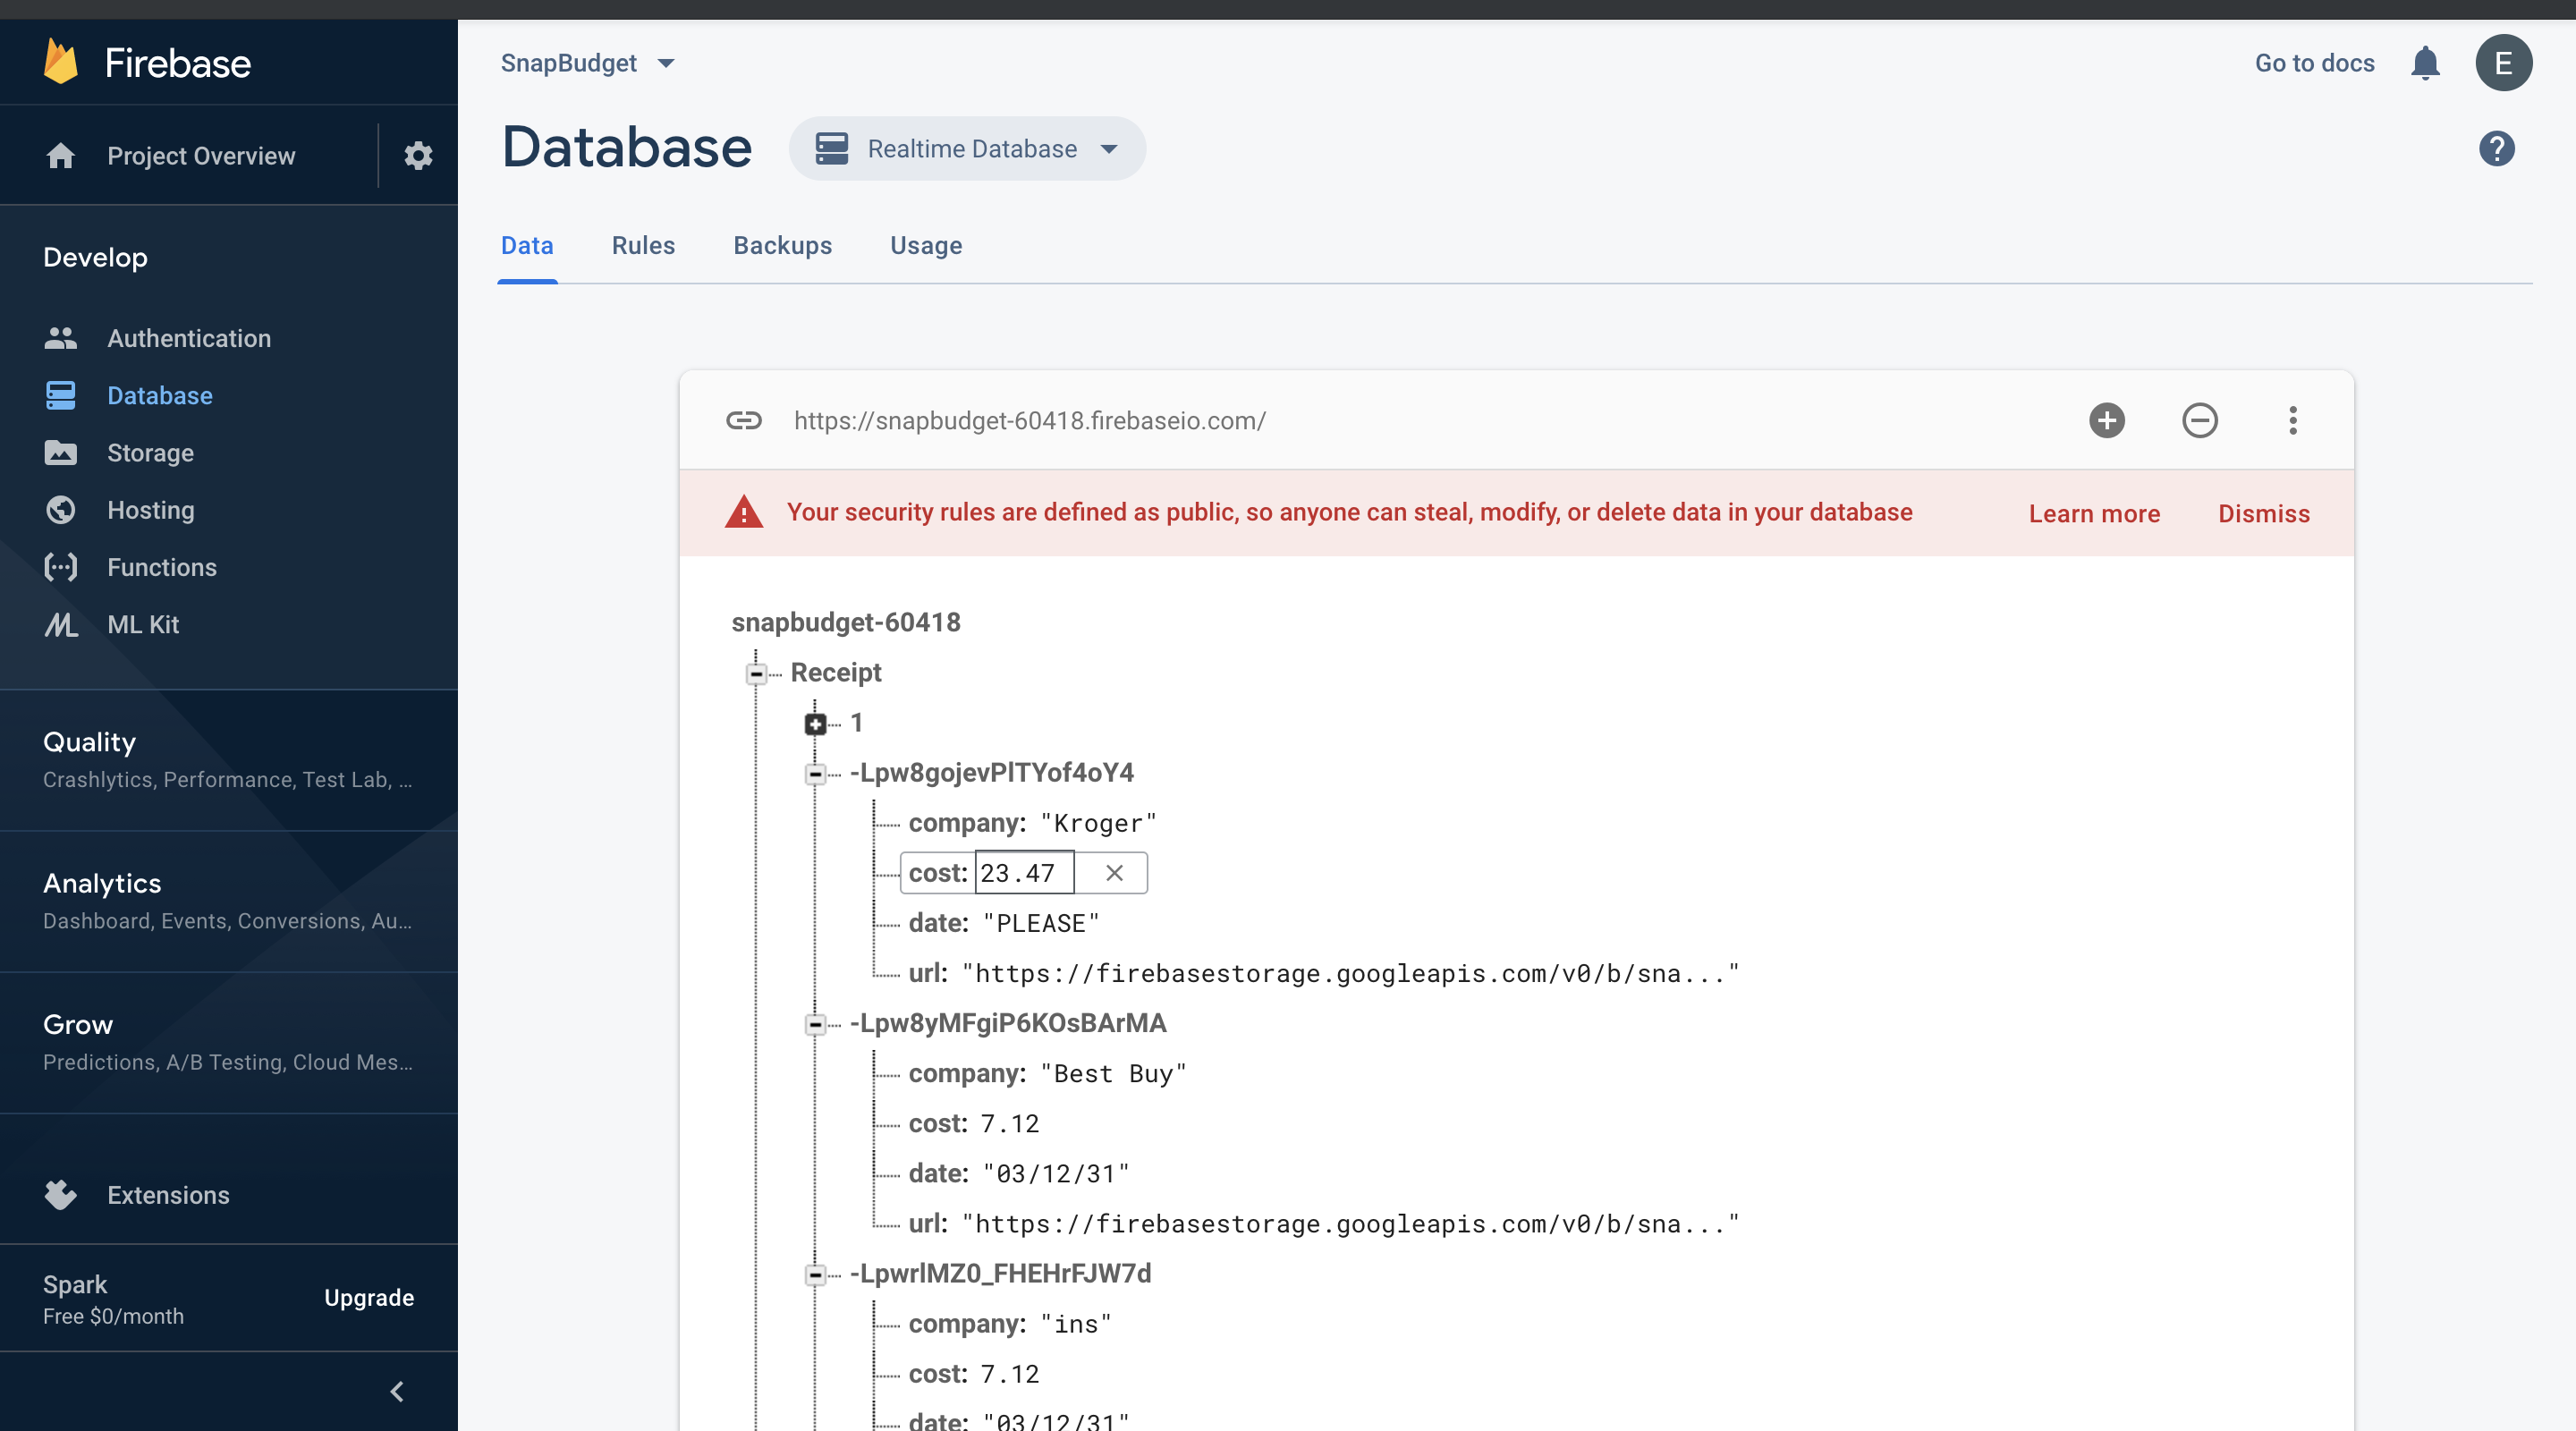 Firebase
Project Overview
Develop
Authentication
Database
Storage
Hosting
Functions
ML Kit
Quality
Crashlytics, Performance, Test Lab, …
Analytics
Dashboard, Events, Conversions, Au…
Grow
Predictions, A/B Testing, Cloud Mes…
Extensions
Spark
Free $0/month
Upgrade
SnapBudget
Go to docs
E
Database
Realtime Database
Data Rules Backups Usage
https://snapbudget-60418.firebaseio.com/
Your security rules are defined as public, so anyone can steal, modify, or delete data in your database
Learn more
Dismiss
snapbudget-60418
Receipt
1
-Lpw8gojevPlTYof4oY4
company: "Kroger"
cost: 23.47
date: "PLEASE"
url: "https://firebasestorage.googleapis.com/v0/b/sna..."
-Lpw8yMFgiP6KOsBArMA
company: "Best Buy"
cost: 7.12
date: "03/12/31"
url: "https://firebasestorage.googleapis.com/v0/b/sna..."
-LpwrlMZ0_FHEHrFJW7d
company: "ins"
cost: 7.12
date: "03/12/31"